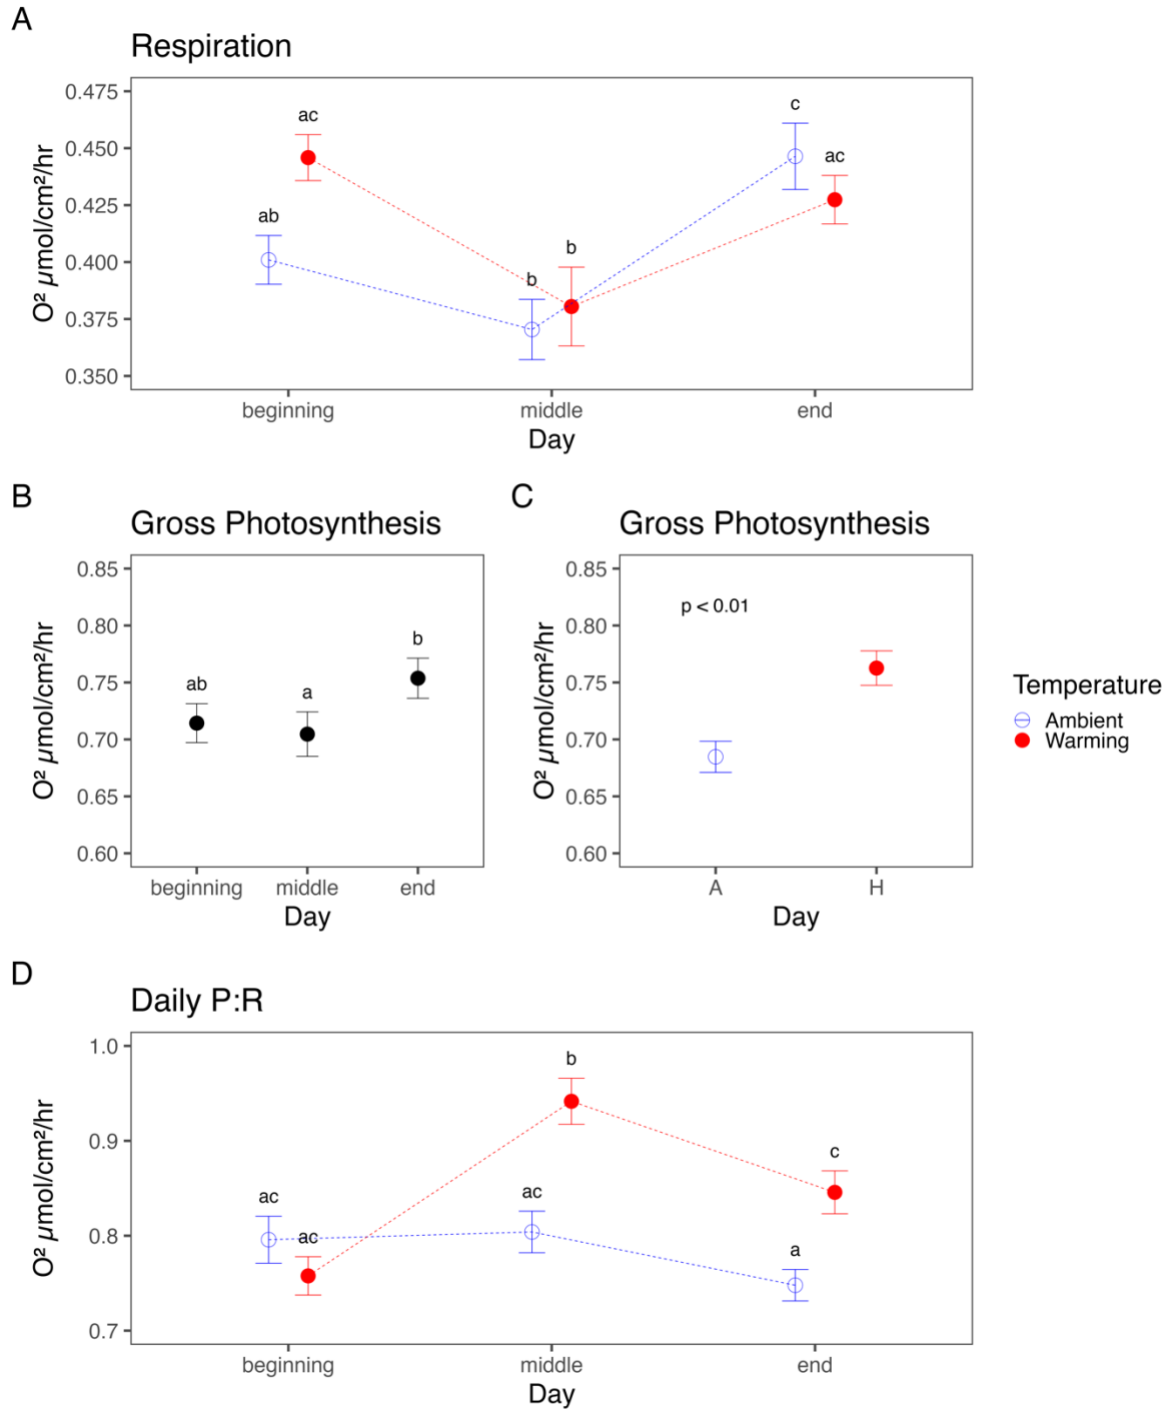 A
Respiration
0.475
0.450
0.425
0.400
0.375
0.350
O² µmol/cm²/hr
ac
ab
b
b
c
ac
beginning middle end
Day
B
Gross Photosynthesis
0.85
0.80
0.75
0.70
0.65
0.60
O² µmol/cm²/hr
ab
a
b
beginning middle end
Day
C
Gross Photosynthesis
0.85
0.80
0.75
0.70
0.65
0.60
O² µmol/cm²/hr
p < 0.01
A H
Day
Temperature
Ambient
Warming
D
Daily P:R
1.0
0.9
0.8
0.7
O² µmol/cm²/hr
ac
ac
ac
b
a
c
beginning middle end
Day